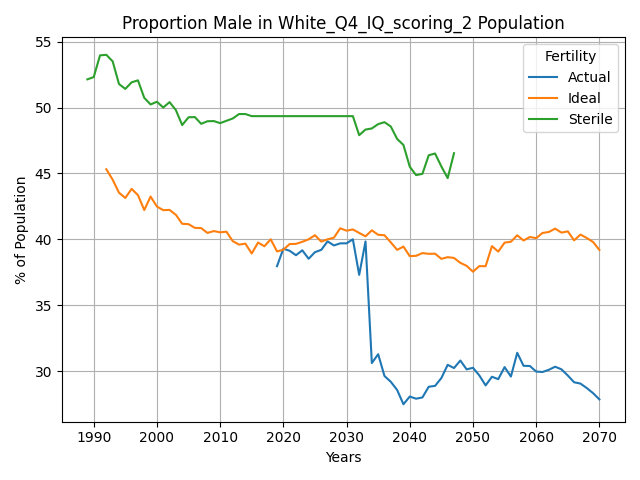 Proportion Male in White_Q4_IQ_scoring_2 Population
55
50
45
40
35
30
% of Population
Fertility
Actual
Ideal
Sterile
1990 2000 2010 2020 2030 2040 2050 2060 2070
Years